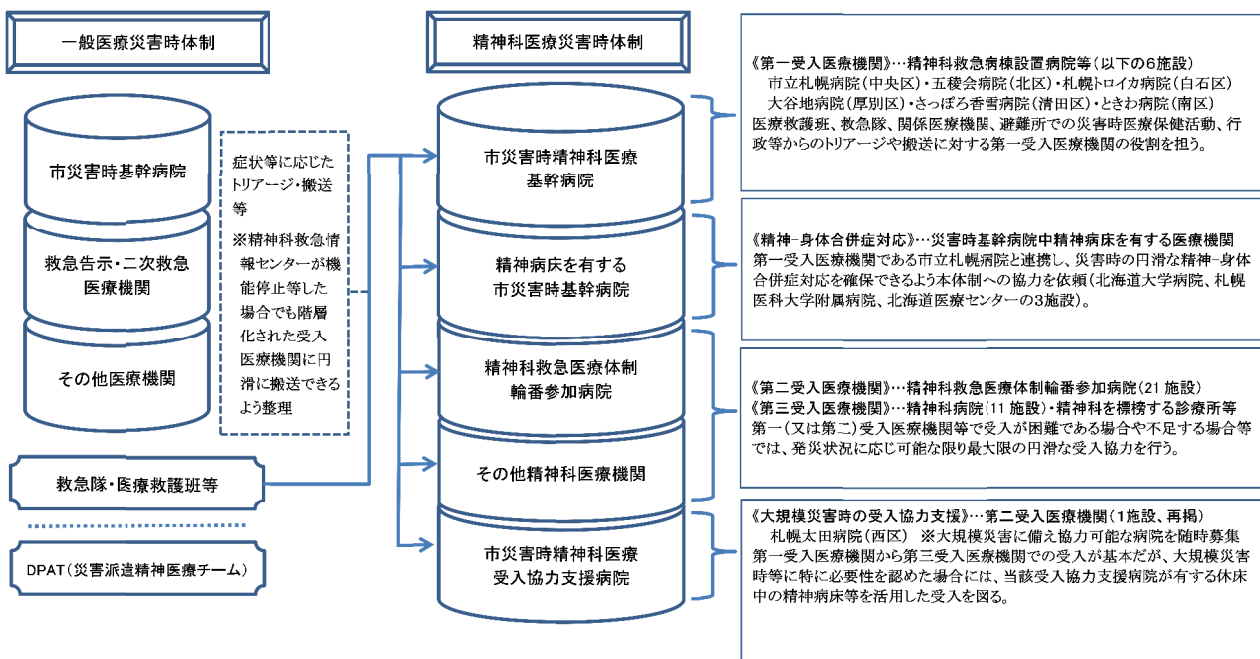 一般医療災害時体制
市災害時基幹病院
救急告示・二次救急
医療機関
その他医療機関
救急隊・医療救護班等
DPAT(災害派遣精神医療チーム)
症状等に応じた
トリアージ・搬送
等
※精神科救急情
報センターが機
能停止等した
場合でも階層
化された受入
医療機関に円
滑に搬送できる
よう整理
精神科医療災害時体制
市災害時精神科医療
基幹病院
精神病床を有する
市災害時基幹病院
精神科救急医療体制
輪番参加病院
その他精神科医療機関
市災害時精神科医療
受入協力支援病院
《第一受入医療機関》…精神科救急病棟設置病院等(以下の6施設)
市立札幌病院(中央区)・五稜会病院(北区)・札幌トロイカ病院(白石区)
大谷地病院(厚別区)・さっぽろ香雪病院(清田区)・ときわ病院(南区)
医療救護班、救急隊、関係医療機関、避難所での災害時医療保健活動、行
政等からのトリアージや搬送に対する第一受入医療機関の役割を担う。
《精神-身体合併症対応》…災害時基幹病院中精神病床を有する医療機関
第一受入医療機関である市立札幌病院と連携し、災害時の円滑な精神-身体
合併症対応を確保できるよう本体制への協力を依頼(北海道大学病院、札幌
医科大学附属病院、北海道医療センターの3施設)。
《第二受入医療機関》…精神科救急医療体制輪番参加病院(21施設)
《第三受入医療機関》…精神科病院(11施設)・精神科を標榜する診療所等
第一(又は第二)受入医療機関等で受入が困難である場合や不足する場合等
では、発災状況に応じ可能な限り最大限の円滑な受入協力を行う。
《大規模災害時の受入協力支援》…第二受入医療機関(1施設、再掲)
札幌太田病院(西区) ※大規模災害に備え協力可能な病院を随時募集
第一受入医療機関から第三受入医療機関での受入が基本だが、大規模災害
時等に特に必要性を認めた場合には、当該受入協力支援病院が有する休床
中の精神病床等を活用した受入を図る。